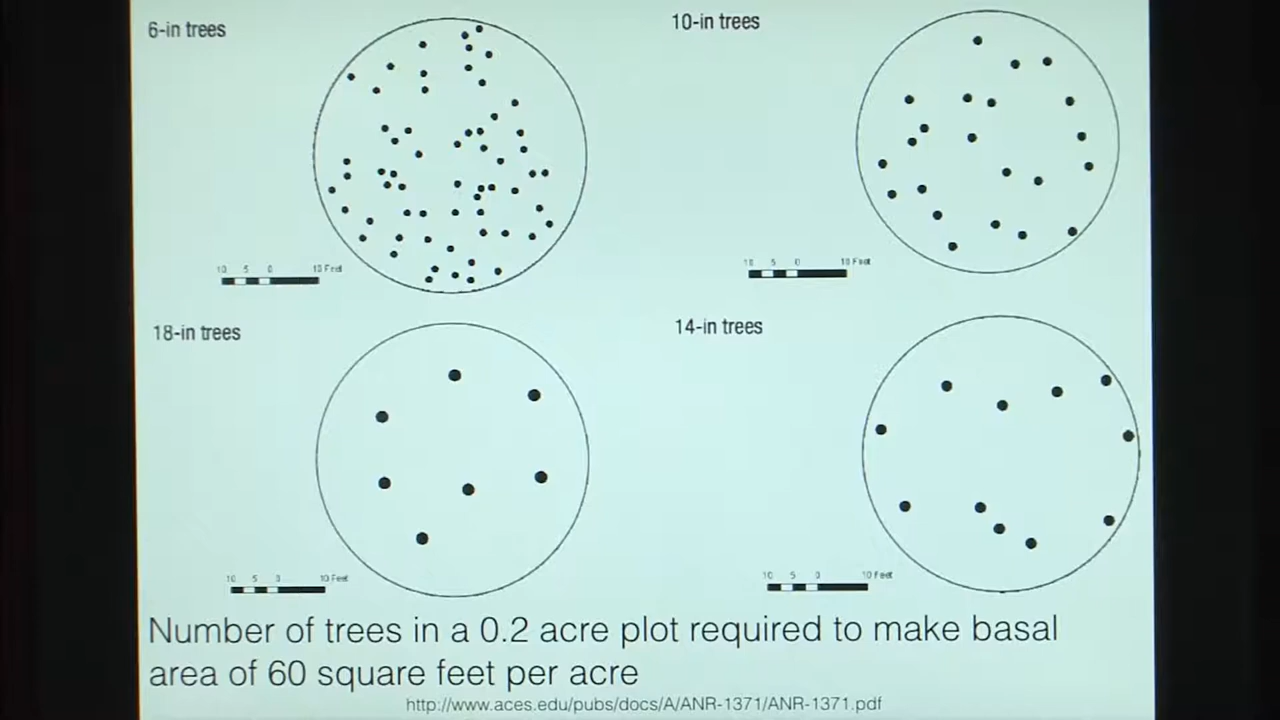 6-in trees
10-in trees
10 5 0 10 Feet
10 5 0 10 Feet
18-in trees
14-in trees
10 5 0 10 Feet
10 5 0 10 Feet
Number of trees in a 0.2 acre plot required to make basal
area of 60 square feet per acre
http://www.aces.edu/pubs/docs/A/ANR-1371/ANR-1371.pdf